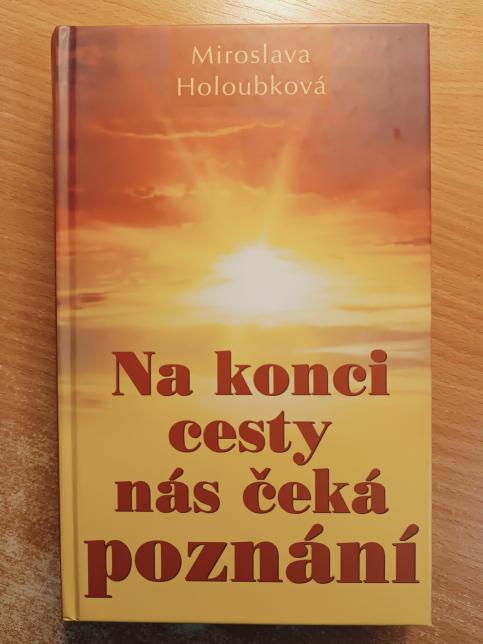 Miroslava
Holoubková
Na konci
cesty
nás čeká
poznání